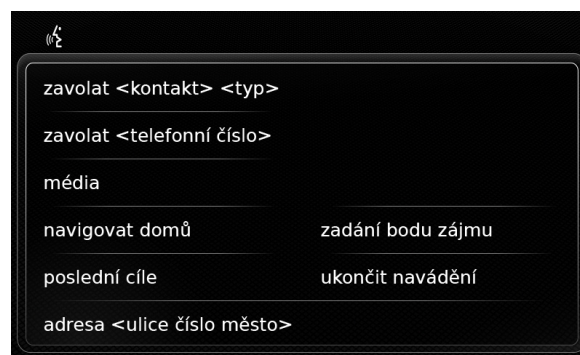 zavolat <kontakt> <typ>
zavolat <telefonní číslo>
média
navigovat domů
zadání bodu zájmu
poslední cíle
ukončit navádění
adresa <ulice číslo město>